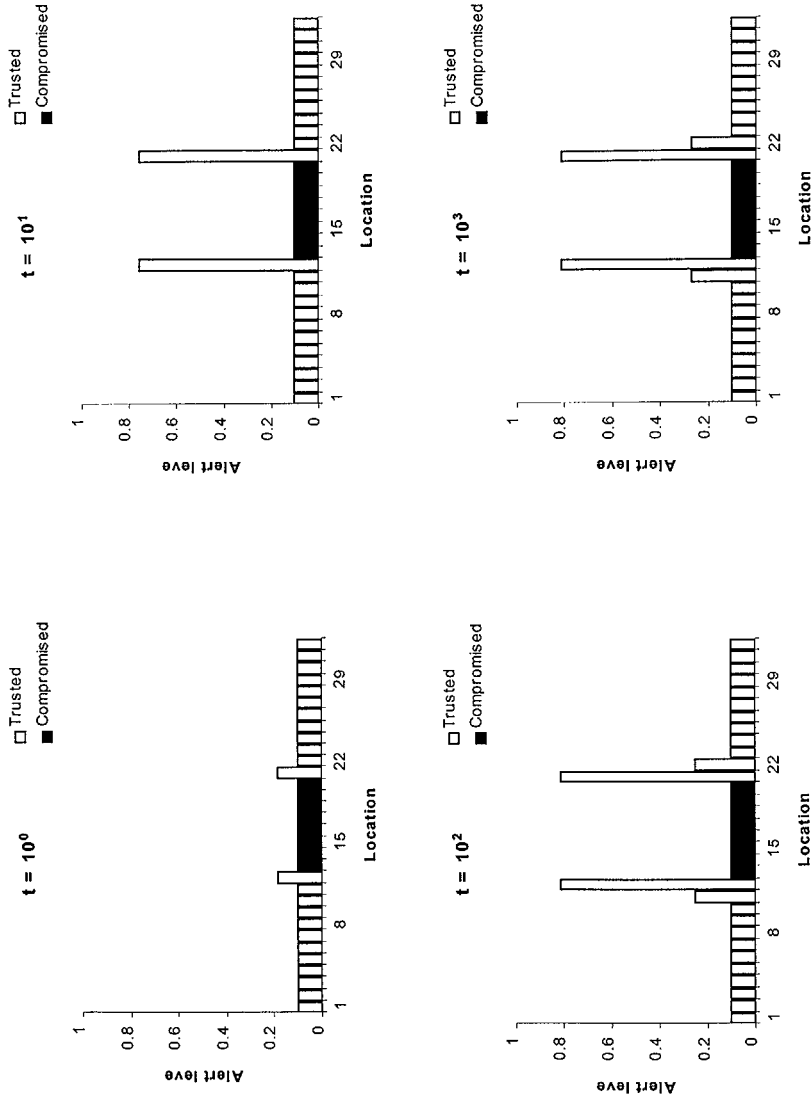 t = 10⁰
Trusted
Compromised
Alert leve
1
0.8
0.6
0.4
0.2
0
1 8 15 22 29
Location
t = 10¹
Trusted
Compromised
Alert leve
1
0.8
0.6
0.4
0.2
0
1 8 15 22 29
Location
t = 10²
Trusted
Compromised
Alert leve
1
0.8
0.6
0.4
0.2
0
1 8 15 22 29
Location
t = 10³
Trusted
Compromised
Alert leve
1
0.8
0.6
0.4
0.2
0
1 8 15 22 29
Location